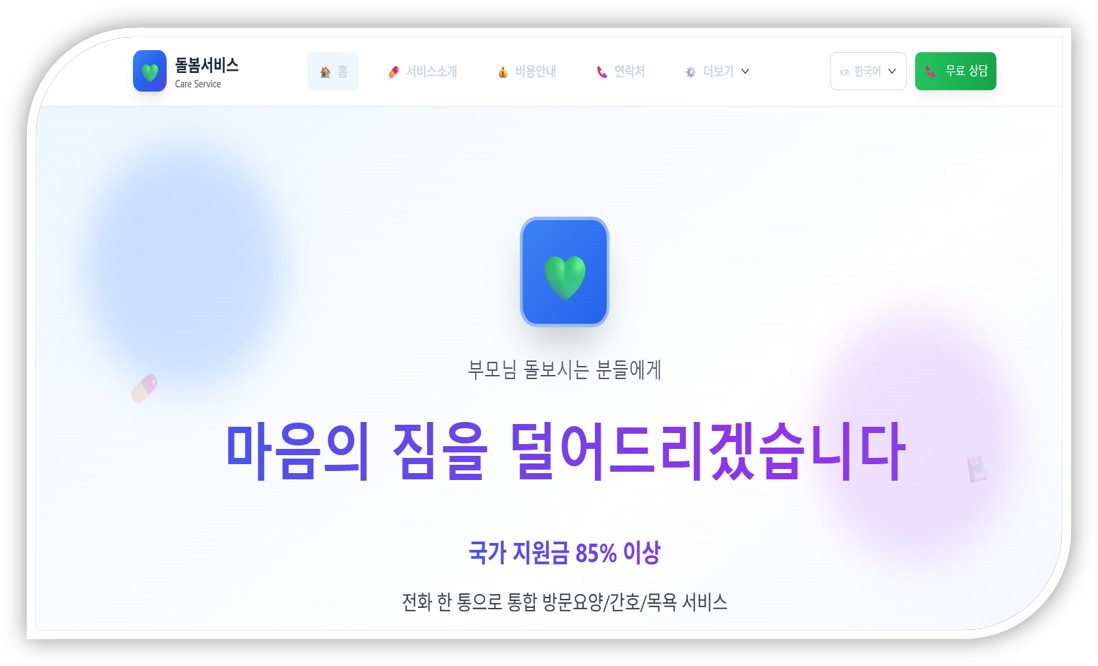 돌봄서비스
Care Service
홈
서비스소개
비용안내
연락처
더보기
KR 한국어
무료 상담
부모님 돌보시는 분들에게
마음의 짐을 덜어드리겠습니다
국가 지원금 85% 이상
전화 한 통으로 통합 방문요양/간호/목욕 서비스